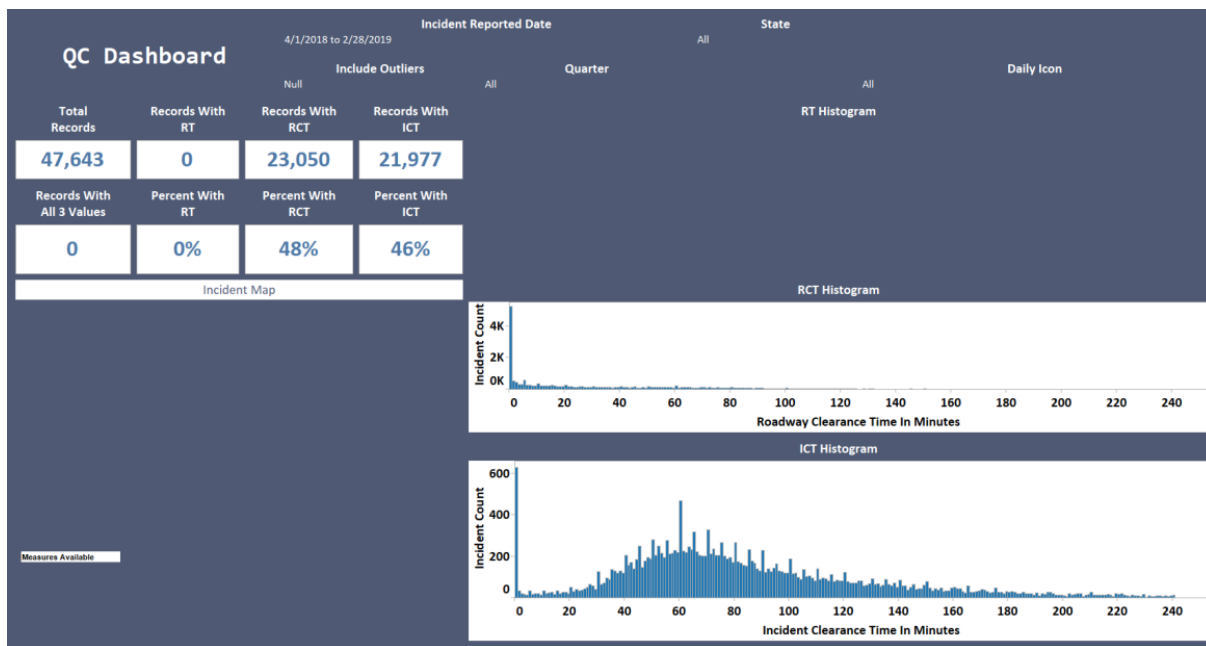 QC Dashboard
Incident Reported Date
4/1/2018 to 2/28/2019
State
All
Include Outliers
Null
Quarter
All
Daily Icon
All
Total
Records
47,643
Records With
RT
0
Records With
RCT
23,050
Records With
ICT
21,977
Records With
All 3 Values
0
Percent With
RT
0%
Percent With
RCT
48%
Percent With
ICT
46%
Incident Map
Measures Available
RT Histogram
RCT Histogram
Incident Count
4K
2K
0K
0 20 40 60 80 100 120 140 160 180 200 220 240
Roadway Clearance Time In Minutes
ICT Histogram
Incident Count
600
400
200
0
0 20 40 60 80 100 120 140 160 180 200 220 240
Incident Clearance Time In Minutes